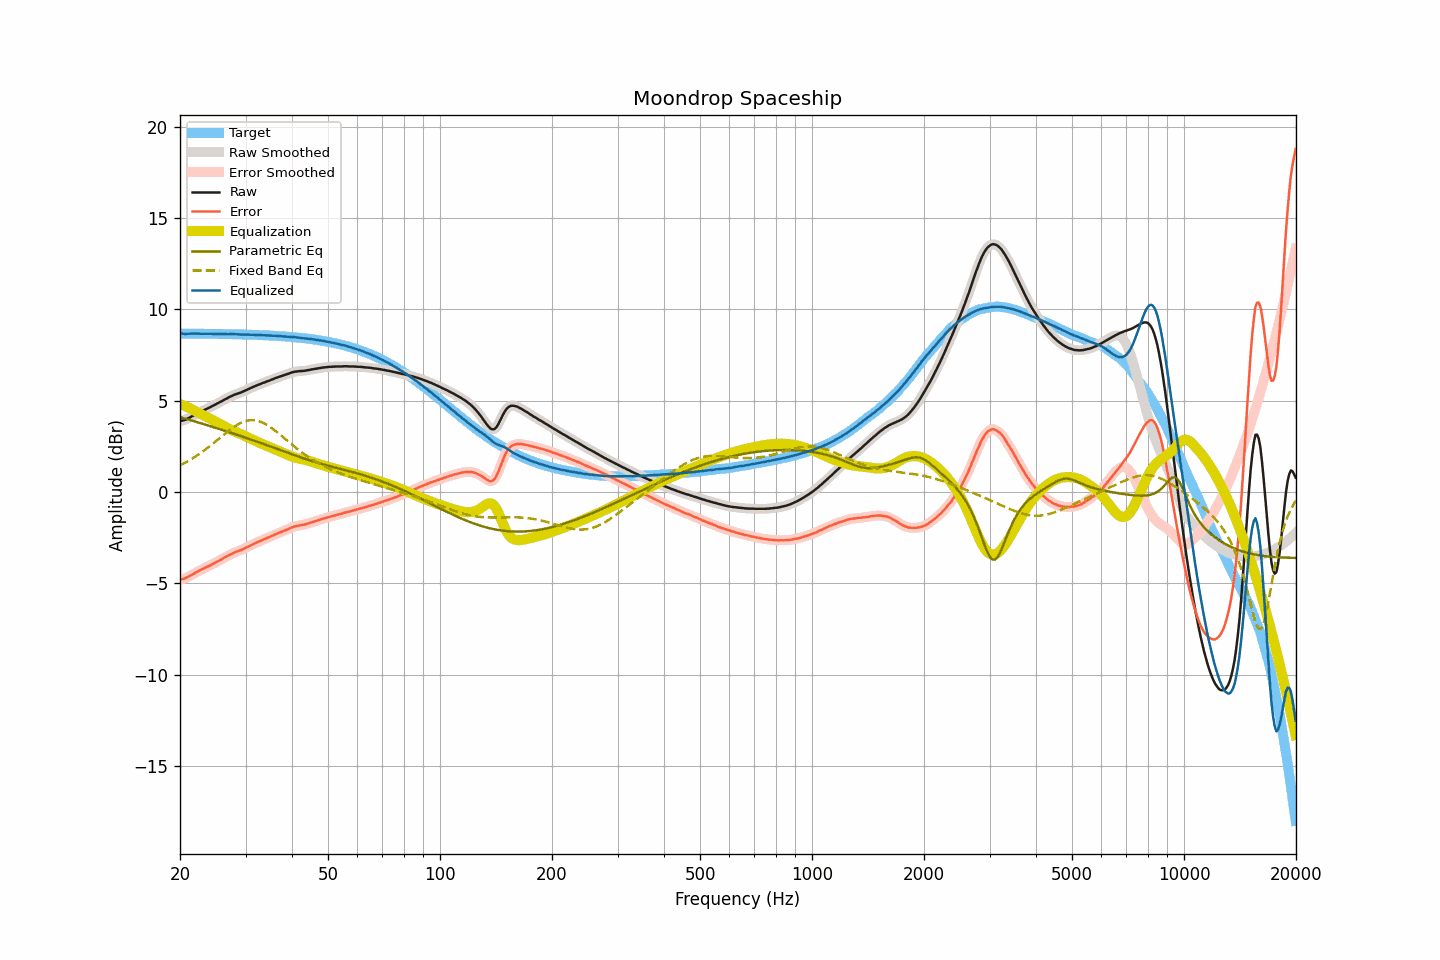 Moondrop Spaceship
Target
Raw Smoothed
Error Smoothed
Raw
Error
Equalization
Parametric Eq
Fixed Band Eq
Equalized
20
15
10
5
0
−5
−10
−15
Amplitude (dBr)
20
50
100
200
500
1000
2000
5000
10000
20000
Frequency (Hz)